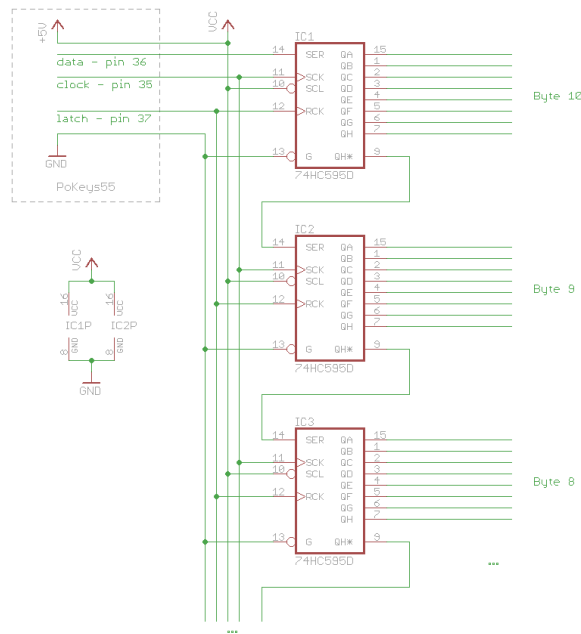 +5V
VCC
data - pin 36
clock - pin 35
latch - pin 37
GND
PoKeys55
IC1
14 SER QA 15
QB 1
11 SCK QC 2
10 SCL QD 3
QE 4
12 RCK QF 5
QG 6
QH 7
13 G QH* 9
74HC595D
Byte 10
IC2
14 SER QA 15
QB 1
11 SCK QC 2
10 SCL QD 3
QE 4
12 RCK QF 5
QG 6
QH 7
13 G QH* 9
74HC595D
Byte 9
VCC
16 VCC 16 VCC
IC1P IC2P
8 GND 8 GND
GND
IC3
14 SER QA 15
QB 1
11 SCK QC 2
10 SCL QD 3
QE 4
12 RCK QF 5
QG 6
QH 7
13 G QH* 9
74HC595D
Byte 8
...
...